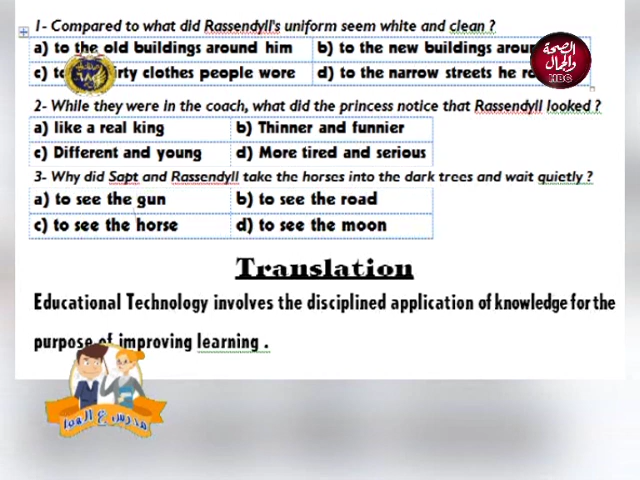 1- Compared to what did Rassendyll's uniform seem white and clean ?
a) to the old buildings around him b) to the new buildings
c) clothes people wore d) to the narrow streets he
2- While they were in the coach, what did the princess notice that Rassendyll looked ?
a) like a real king b) Thinner and funnier
c) Different and young d) More tired and serious
3- Why did Sapt and Rassendyll take the horses into the dark trees and wait quietly ?
a) to see the gun b) to see the road
c) to see the horse d) to see the moon
Translation
Educational Technology involves the disciplined application of knowledge for the
purpose of improving learning .
الصحة
والجمال
HBC
مدرس ع الهوا